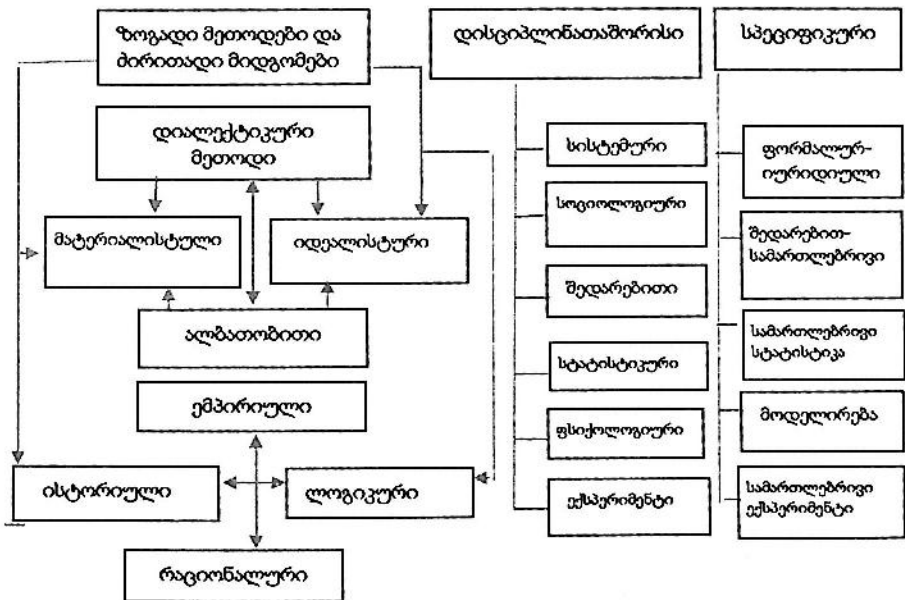 ზოგადი მეთოდები და
ძირითადი მიდგომები
დიალექტიკური
მეთოდი
მატერიალისტული
იდეალისტური
ალბათობითი
ემპირიული
ისტორიული
ლოგიკური
რაციონალური
დისციპლინათაშორისი
სისტემური
სოციოლოგიური
შედარებითი
სტატისტიკური
ფსიქოლოგიური
ექსპერიმენტი
სპეციფიკური
ფორმალურ-
იურიდიული
შედარებით-
სამართლებრივი
სამართლებრივი
სტატისტიკა
მოდელირება
სამართლებრივი
ექსპერიმენტი